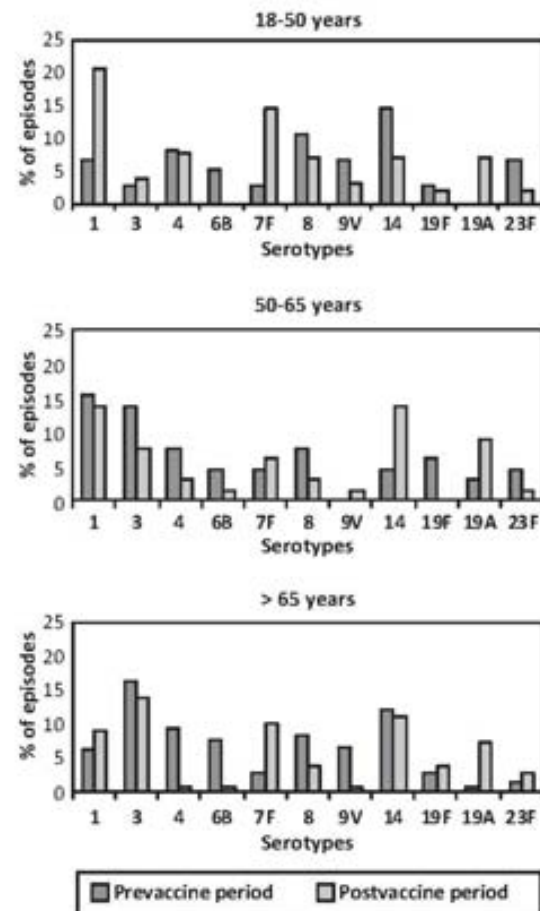 18-50 years
25
20
15
10
5
0
% of episodes
1 3 4 6B 7F 8 9V 14 19F 19A 23F
Serotypes
50-65 years
25
20
15
10
5
0
% of episodes
1 3 4 6B 7F 8 9V 14 19F 19A 23F
Serotypes
> 65 years
25
20
15
10
5
0
% of episodes
1 3 4 6B 7F 8 9V 14 19F 19A 23F
Serotypes
Prevaccine period Postvaccine period